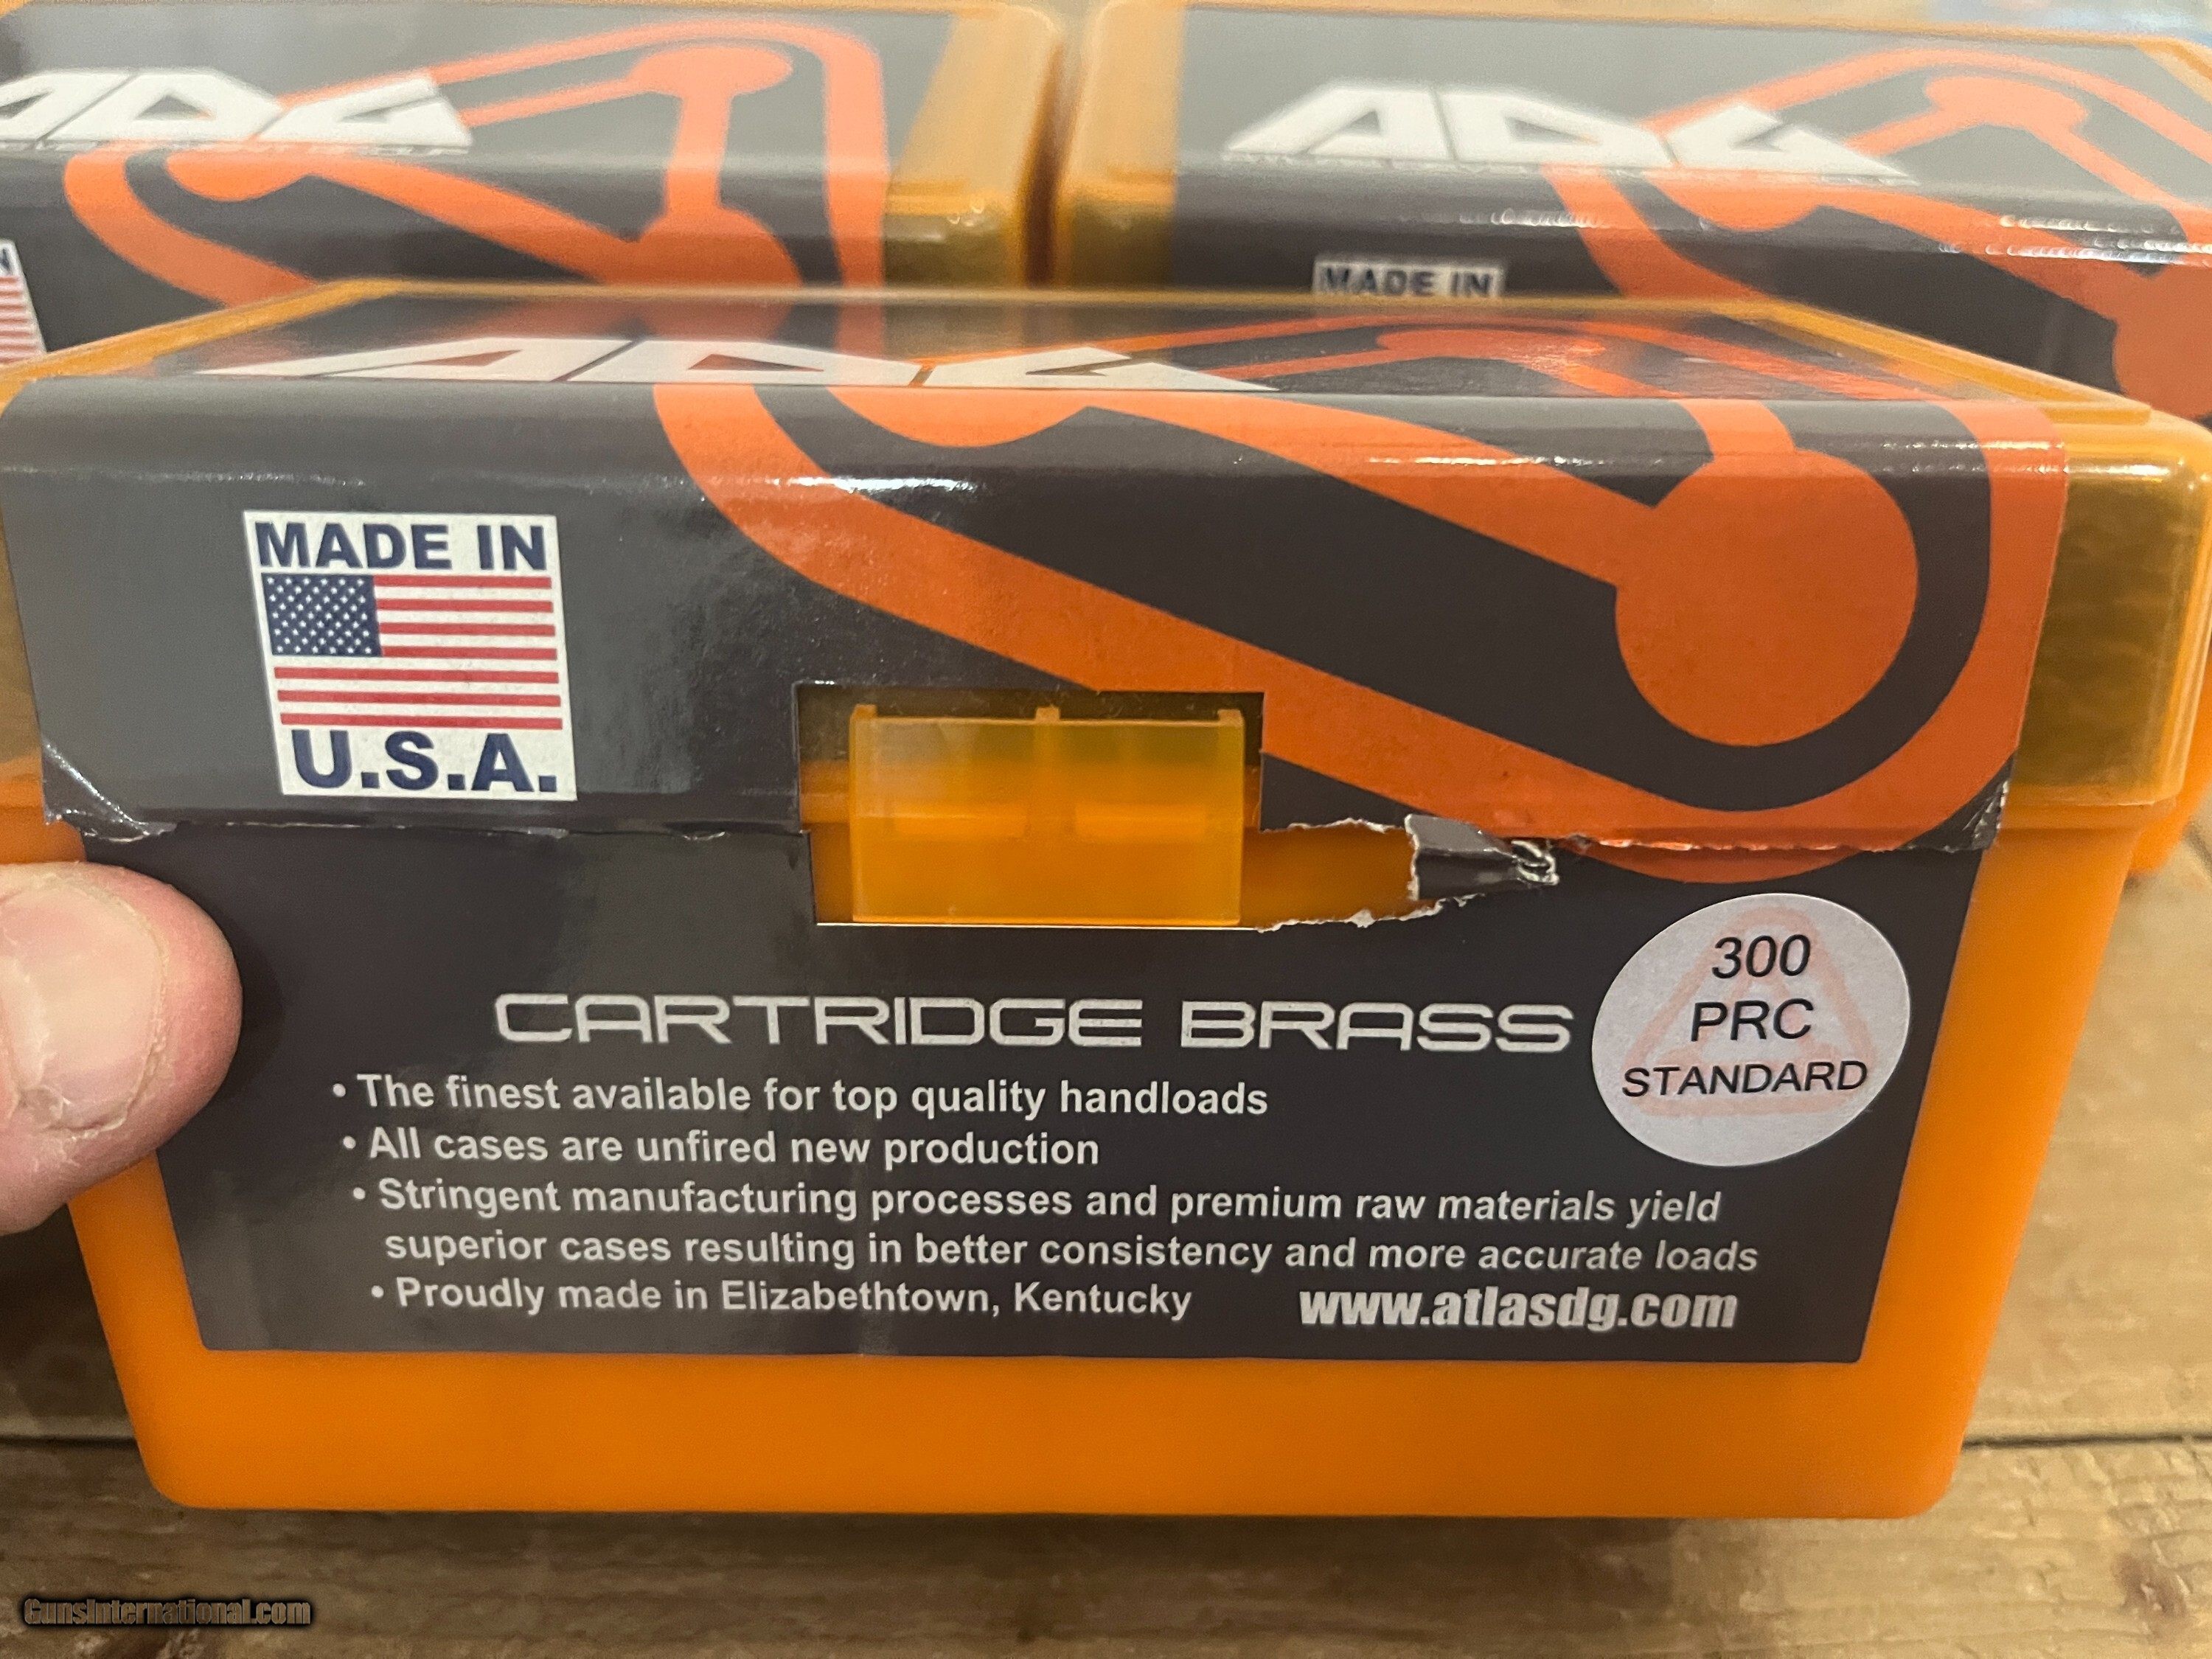 ADG
ADG
MADE IN
ADG
MADE IN
U.S.A.
300
PRC
STANDARD
CARTRIDGE BRASS
• The finest available for top quality handloads
• All cases are unfired new production
• Stringent manufacturing processes and premium raw materials yield
superior cases resulting in better consistency and more accurate loads
• Proudly made in Elizabethtown, Kentucky
www.atlasdg.com
GunsInternational.com